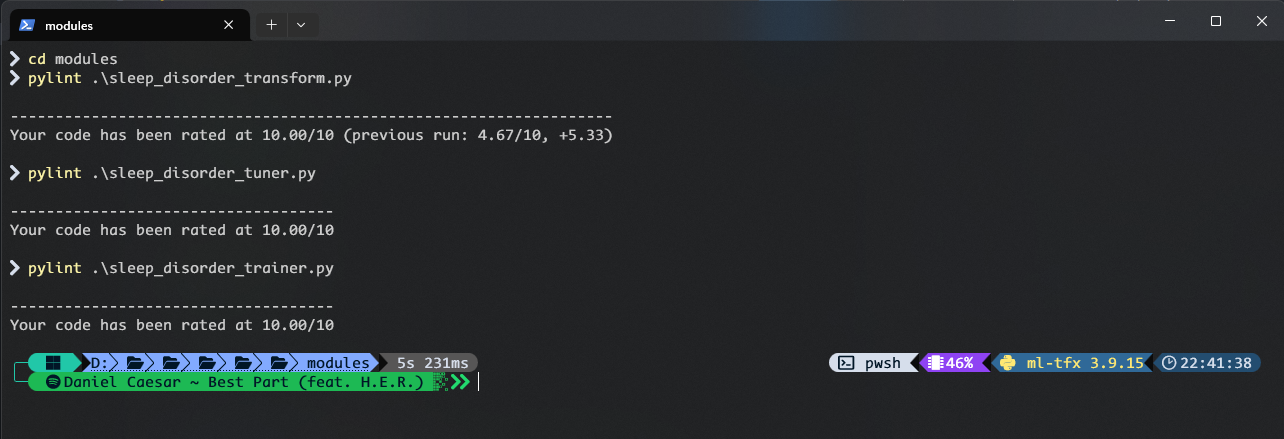 modules
❯ cd modules
❯ pylint .\sleep_disorder_transform.py
-------------------------------------------------------------------
Your code has been rated at 10.00/10 (previous run: 4.67/10, +5.33)
❯ pylint .\sleep_disorder_tuner.py
------------------------------------
Your code has been rated at 10.00/10
❯ pylint .\sleep_disorder_trainer.py
------------------------------------
Your code has been rated at 10.00/10
D: modules 5s 231ms pwsh 46% ml-tfx 3.9.15 22:41:38
Daniel Caesar ~ Best Part (feat. H.E.R.)